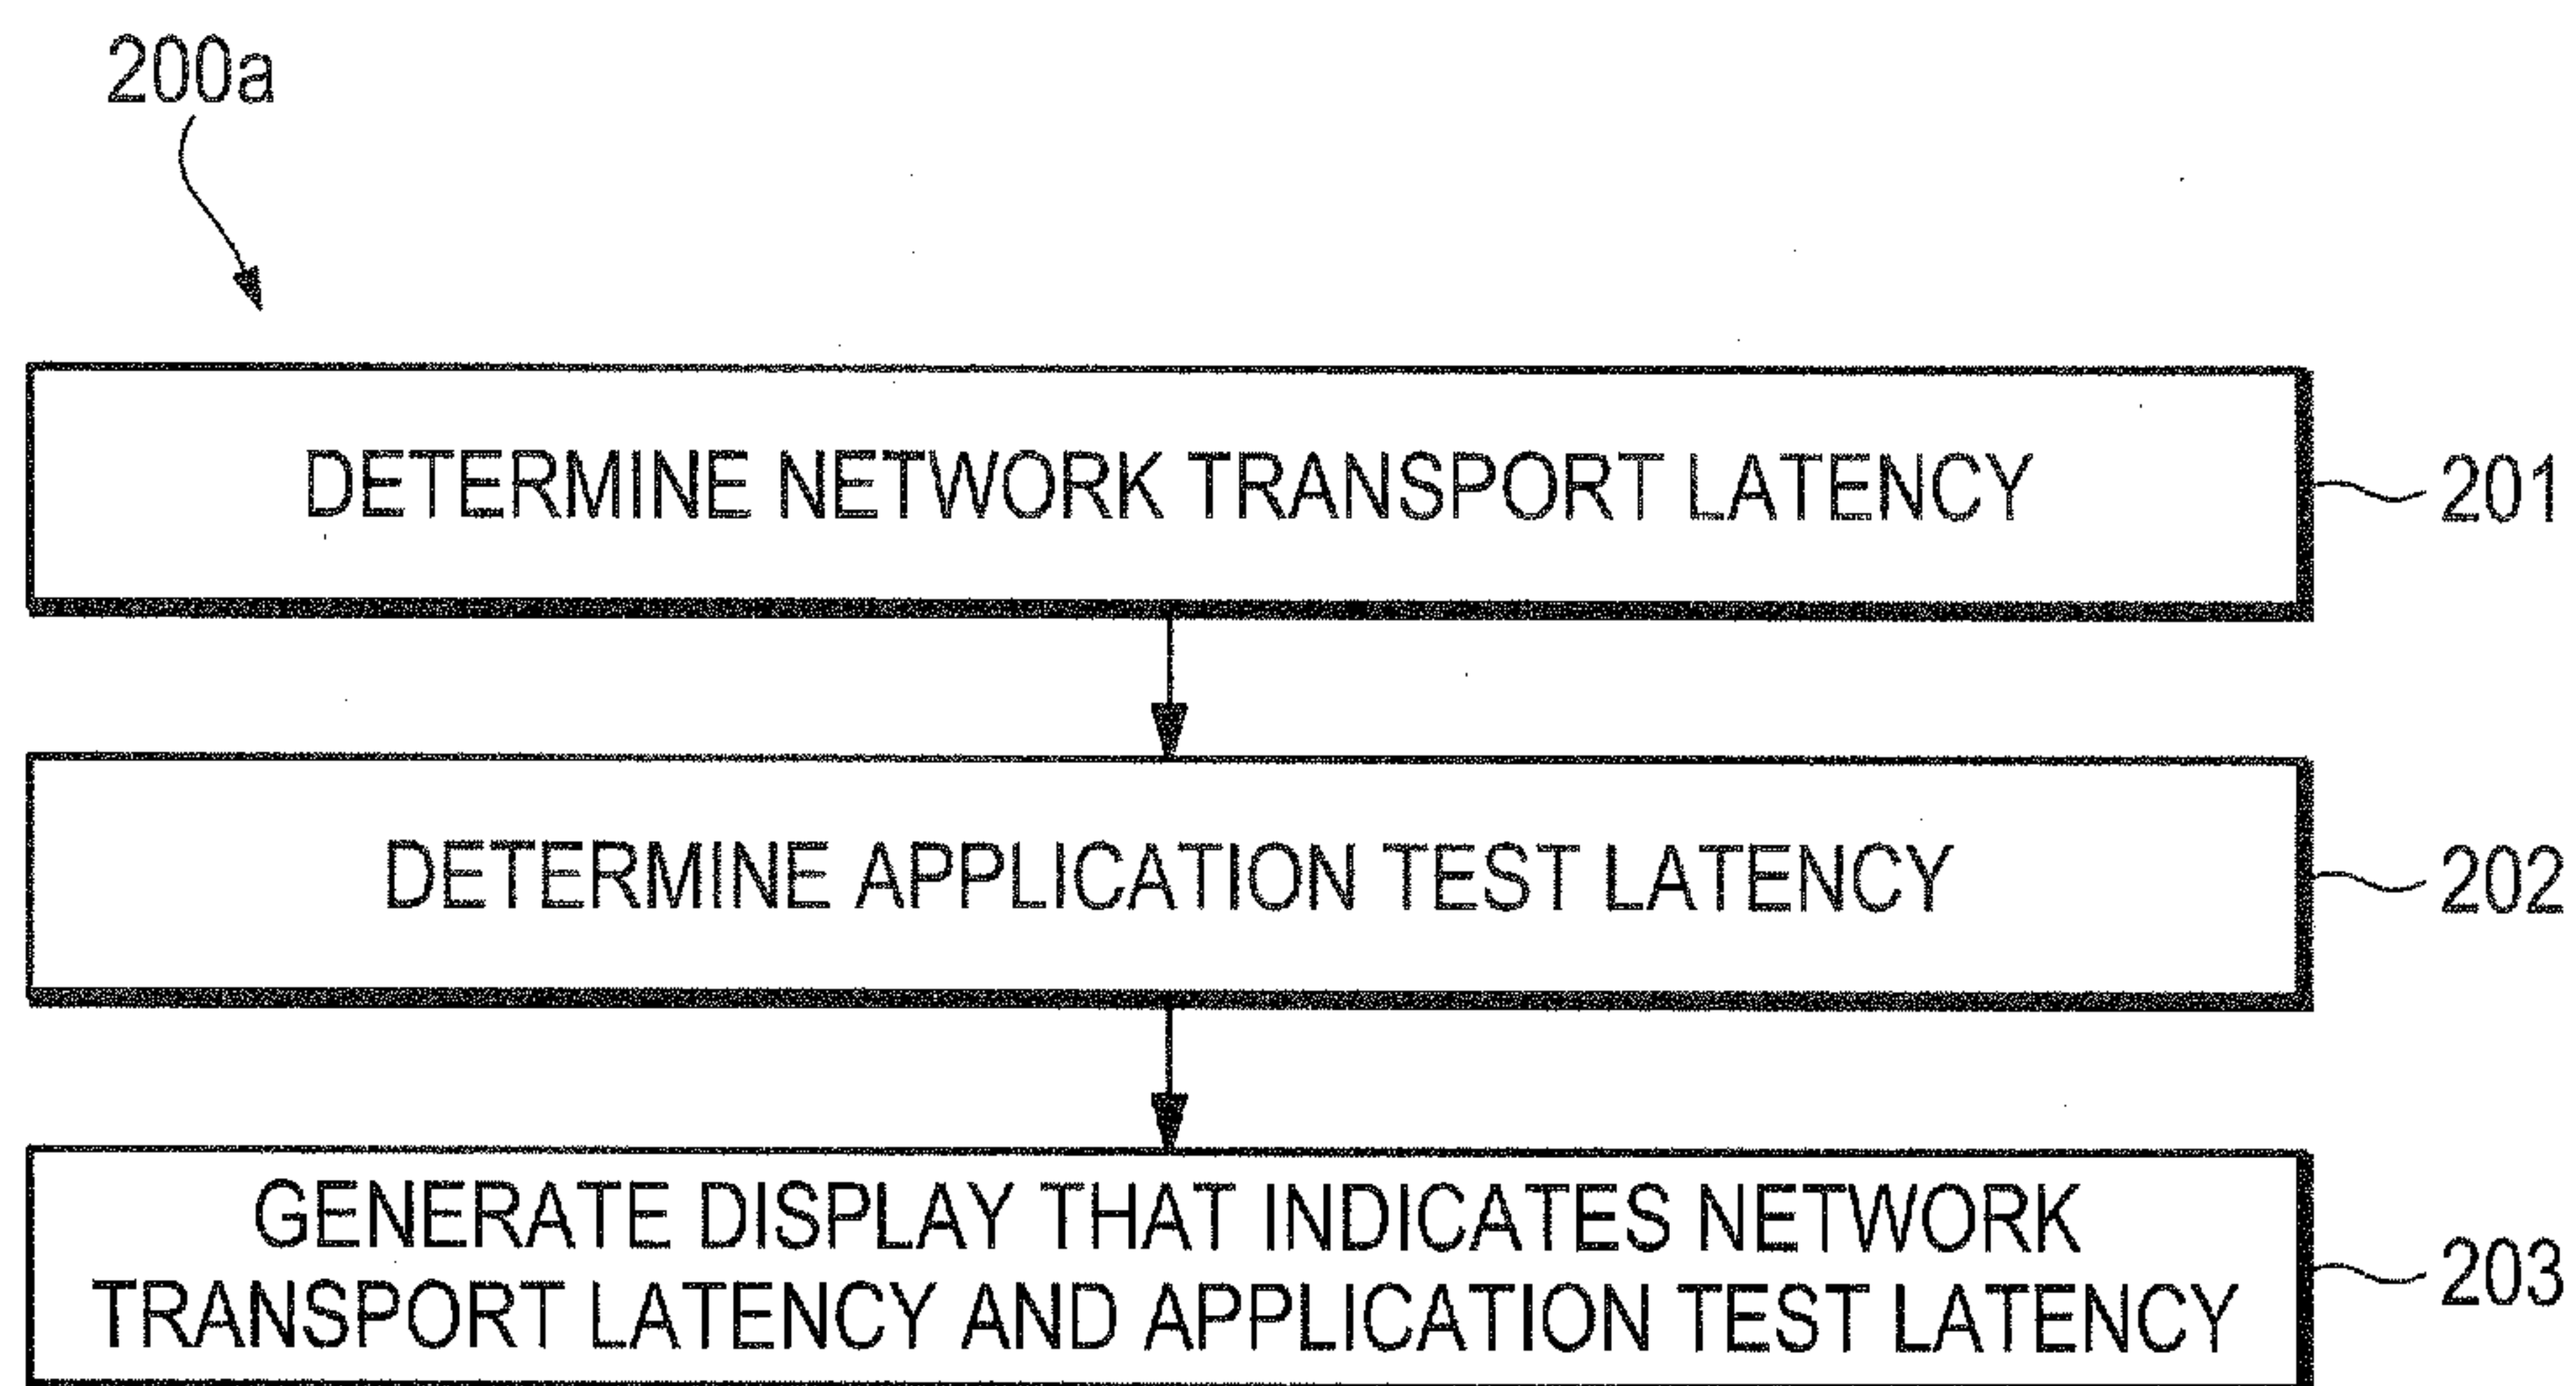 200a
DETERMINE NETWORK TRANSPORT LATENCY
201
DETERMINE APPLICATION TEST LATENCY
202
GENERATE DISPLAY THAT INDICATES NETWORK
TRANSPORT LATENCY AND APPLICATION TEST LATENCY
203